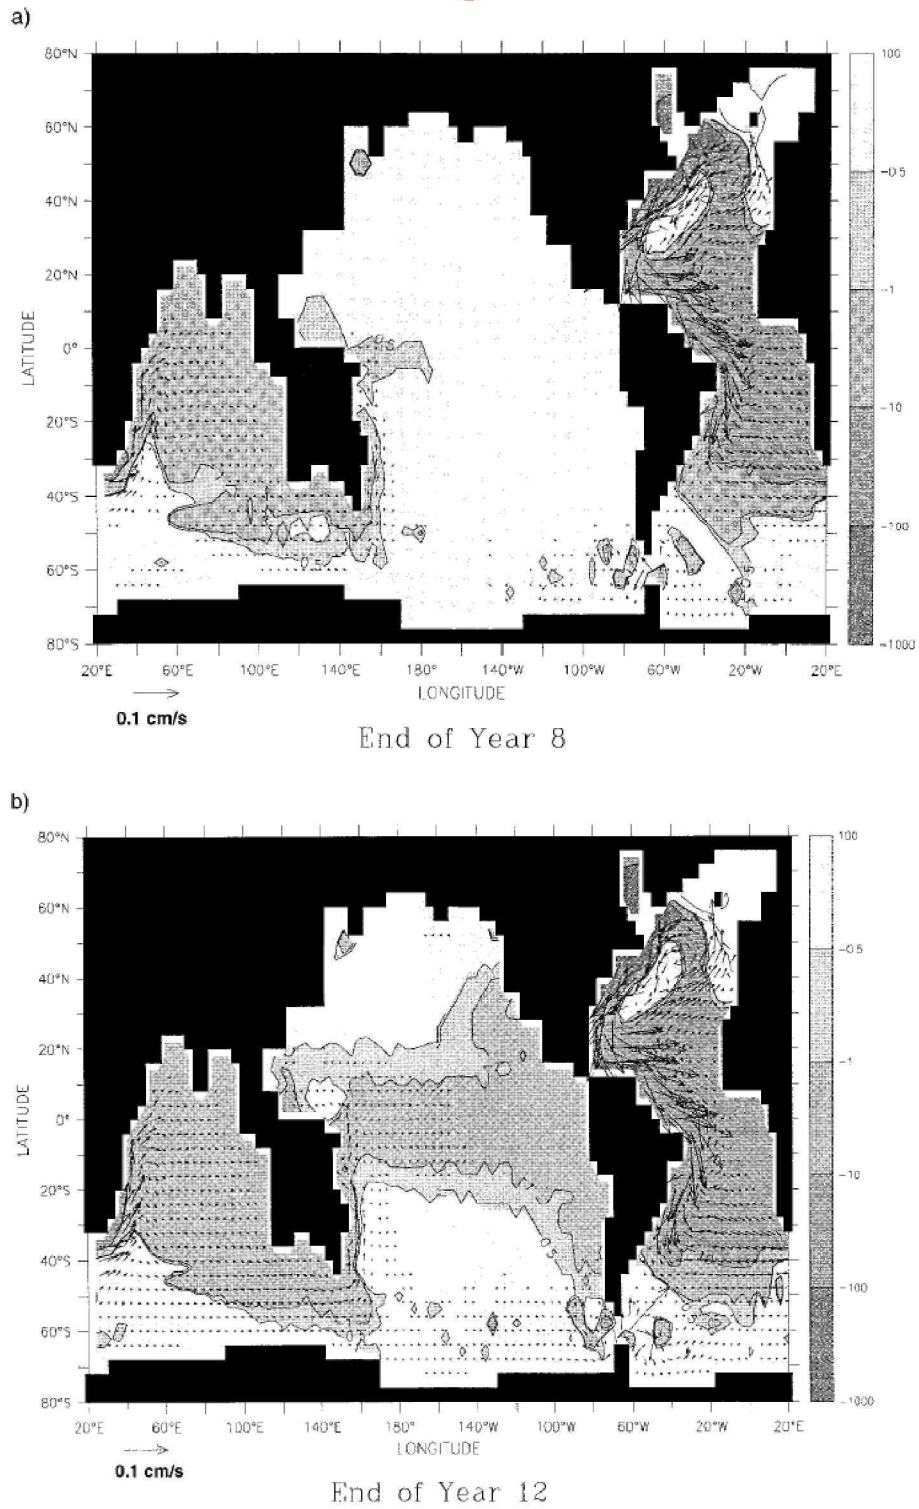 a)
80°N
60°N
40°N
20°N
0°
20°S
40°S
60°S
80°S
LATITUDE
20°E 60°E 100°E 140°E 180° 140°W 100°W 60°W 20°W 20°E
LONGITUDE
100
-0.5
-1
-10
-100
-1000
0.1 cm/s
End of Year 8
b)
80°N
60°N
40°N
20°N
0°
20°S
40°S
60°S
80°S
LATITUDE
20°E 60°E 100°E 140°E 180° 140°W 100°W 60°W 20°W 20°E
LONGITUDE
100
-0.5
-1
-10
-100
-1000
0.1 cm/s
End of Year 12